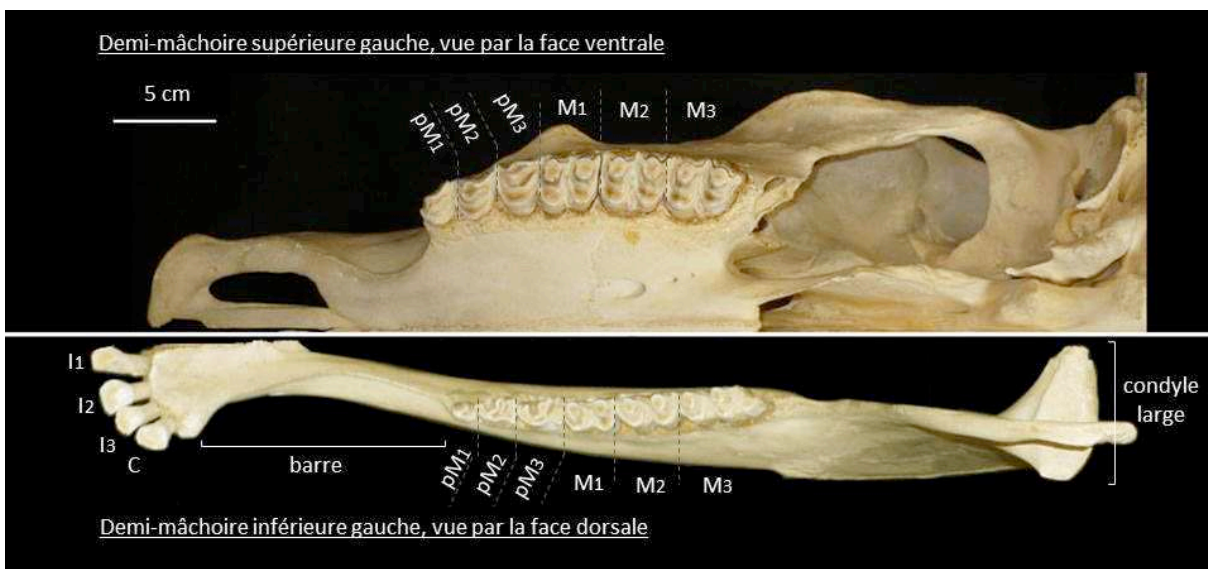 Demi-mâchoire supérieure gauche, vue par la face ventrale
5 cm
pM1
pM2
pM3
M1
M2
M3
I1
I2
I3
C
barre
condyle
large
pM1
pM2
pM3
M1
M2
M3
Demi-mâchoire inférieure gauche, vue par la face dorsale